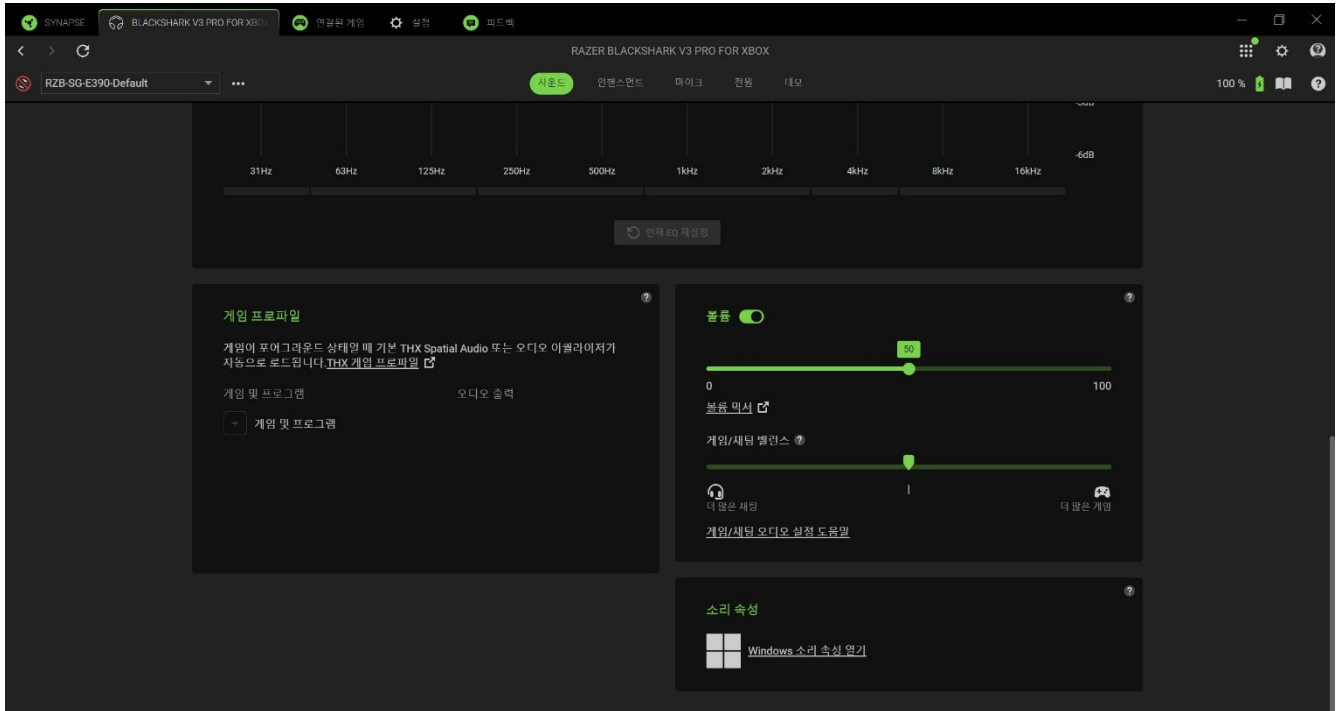 SYNAPSE
BLACKSHARK V3 PRO FOR XBO
연결된 게임
설정
피드백
RAZER BLACKSHARK V3 PRO FOR XBOX
RZB-SG-E390-Default
사운드
인핸스먼트
마이크
전원
데모
100 %
-6dB
31Hz 63Hz 125Hz 250Hz 500Hz 1kHz 2kHz 4kHz 8kHz 16kHz
현재 EQ 재설정
게임 프로파일
게임이 포어그라운드 상태일 때 기본 THX Spatial Audio 또는 오디오 이퀄라이저가
자동으로 로드됩니다.THX 게임 프로파일
게임 및 프로그램 오디오 출력
+ 게임 및 프로그램
볼륨
50
0 100
볼륨 믹서
게임/채팅 밸런스
더 많은 채팅 더 많은 게임
게임/채팅 오디오 설정 도움말
소리 속성
Windows 소리 속성 열기